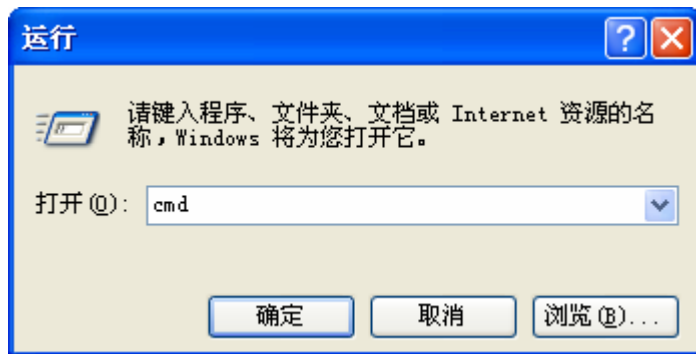 运行
请键入程序、文件夹、文档或 Internet 资源的名
称，Windows 将为您打开它。
打开(O): cmd
确定 取消 浏览(B)...